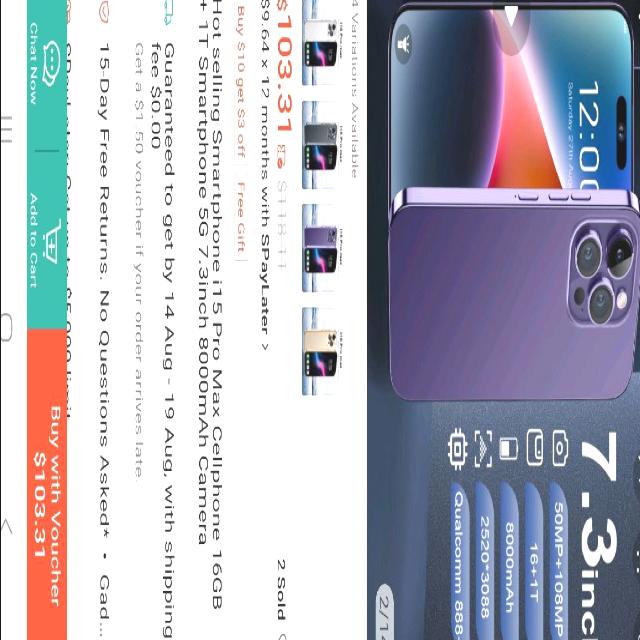 12:0
Saturday 27th Aug
7.3inc
50MP+108MP
16+1T
8000mAh
2520*3088
Qualcomm 888
2/1
4 Variations Available
$103.31
$118.11
2 Sold
$9.64 x 12 months with SPayLater >
Buy $10 get $3 off
Free Gift
Hot selling Smartphone i15 Pro Max Cellphone 16GB
+ 1T Smartphone 5G 7.3inch 8000mAh Camera
Guaranteed to get by 14 Aug - 19 Aug, with shipping
fee $0.00
Get a $1.50 voucher if your order arrives late.
15-Day Free Returns. No Questions Asked* • Gad...
Chat Now
Add to Cart
Buy with Voucher
$103.31